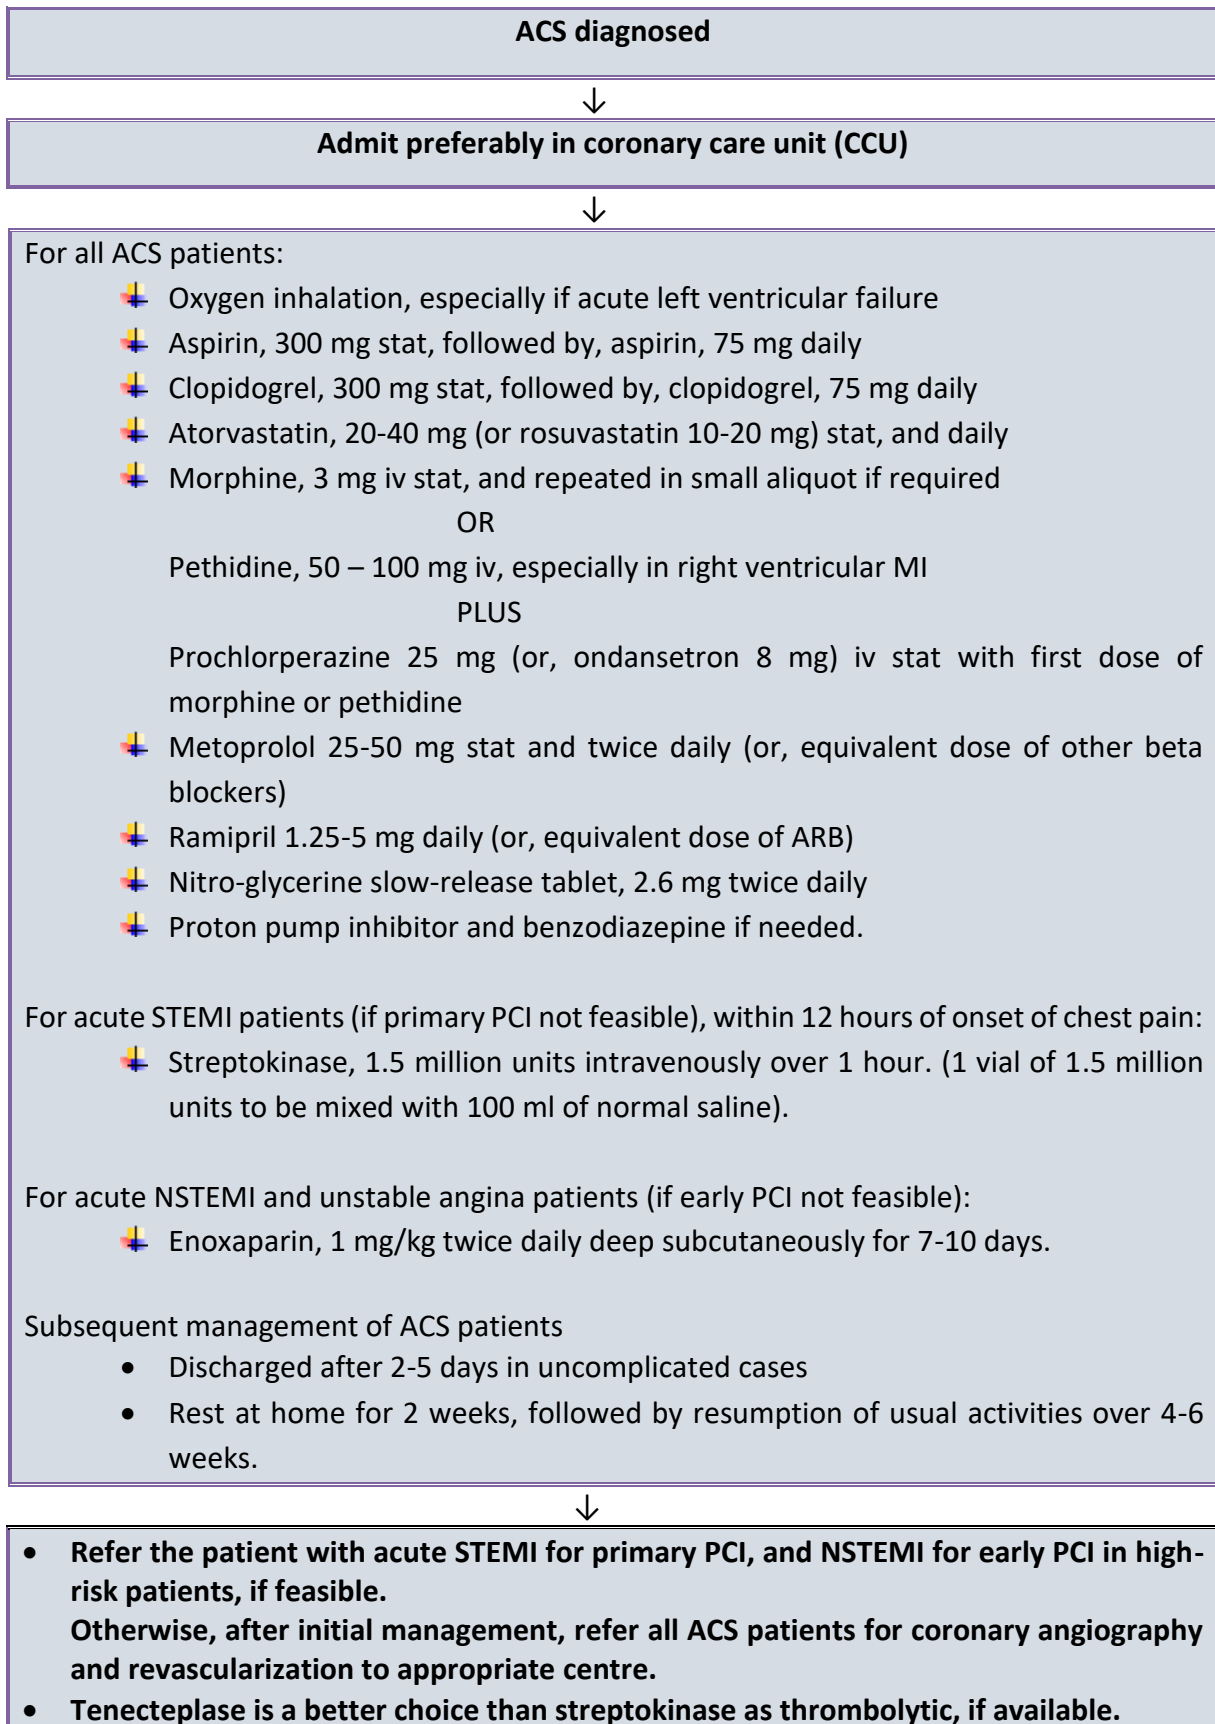 ACS diagnosed
↓
Admit preferably in coronary care unit (CCU)
↓
For all ACS patients:
Oxygen inhalation, especially if acute left ventricular failure
Aspirin, 300 mg stat, followed by, aspirin, 75 mg daily
Clopidogrel, 300 mg stat, followed by, clopidogrel, 75 mg daily
Atorvastatin, 20-40 mg (or rosuvastatin 10-20 mg) stat, and daily
Morphine, 3 mg iv stat, and repeated in small aliquot if required
OR
Pethidine, 50 – 100 mg iv, especially in right ventricular MI
PLUS
Prochlorperazine 25 mg (or, ondansetron 8 mg) iv stat with first dose of
morphine or pethidine
Metoprolol 25-50 mg stat and twice daily (or, equivalent dose of other beta
blockers)
Ramipril 1.25-5 mg daily (or, equivalent dose of ARB)
Nitro-glycerine slow-release tablet, 2.6 mg twice daily
Proton pump inhibitor and benzodiazepine if needed.
For acute STEMI patients (if primary PCI not feasible), within 12 hours of onset of chest pain:
Streptokinase, 1.5 million units intravenously over 1 hour. (1 vial of 1.5 million
units to be mixed with 100 ml of normal saline).
For acute NSTEMI and unstable angina patients (if early PCI not feasible):
Enoxaparin, 1 mg/kg twice daily deep subcutaneously for 7-10 days.
Subsequent management of ACS patients
• Discharged after 2-5 days in uncomplicated cases
• Rest at home for 2 weeks, followed by resumption of usual activities over 4-6
weeks.
↓
• Refer the patient with acute STEMI for primary PCI, and NSTEMI for early PCI in high-
risk patients, if feasible.
Otherwise, after initial management, refer all ACS patients for coronary angiography
and revascularization to appropriate centre.
• Tenecteplase is a better choice than streptokinase as thrombolytic, if available.